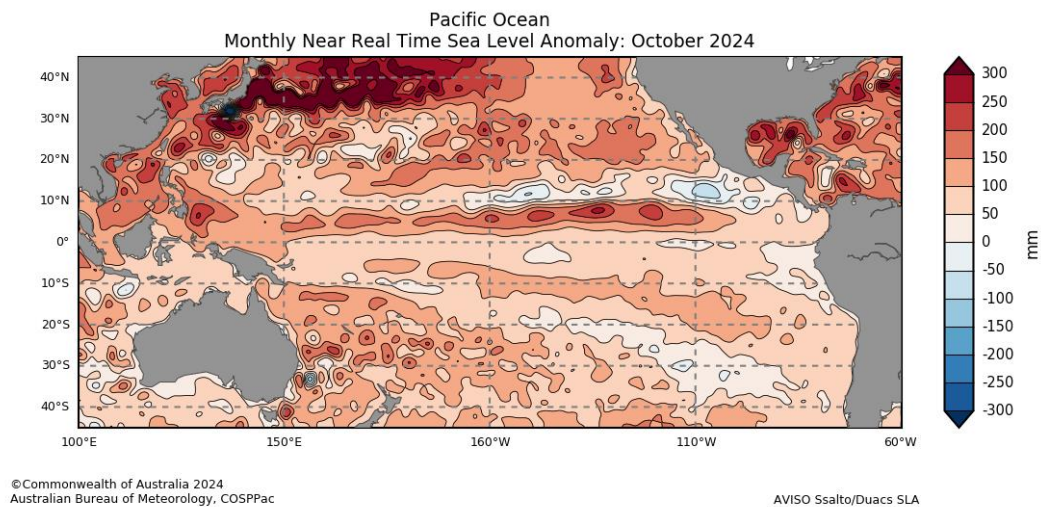 Pacific Ocean
Monthly Near Real Time Sea Level Anomaly: October 2024
40°N
30°N
20°N
10°N
0°
10°S
20°S
30°S
40°S
100°E
150°E
160°W
110°W
60°W
300
250
200
150
100
50
0
-50
-100
-150
-200
-250
-300
mm
©Commonwealth of Australia 2024
Australian Bureau of Meteorology, COSPPac
AVISO Ssalto/Duacs SLA